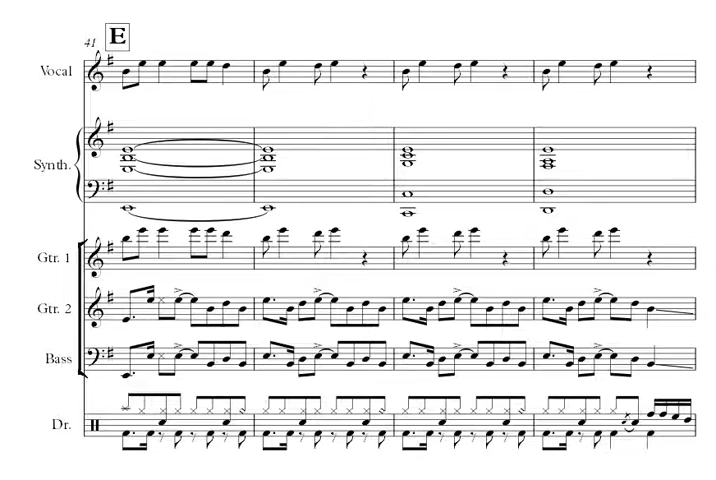 E
41
Vocal
Synth.
Gtr. 1
Gtr. 2
Bass
Dr.